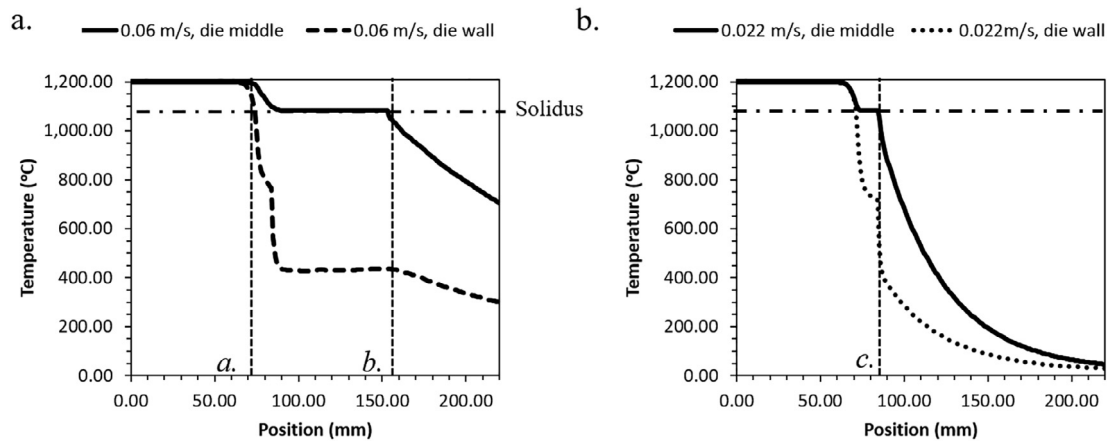 a.
0.06 m/s, die middle
0.06 m/s, die wall
1,200.00
1,000.00
800.00
600.00
400.00
200.00
0.00
Temperature (°C)
Solidus
a.
b.
0.00 50.00 100.00 150.00 200.00
Position (mm)
b.
0.022 m/s, die middle
0.022m/s, die wall
1,200.00
1,000.00
800.00
600.00
400.00
200.00
0.00
Temperature (°C)
c.
0.00 50.00 100.00 150.00 200.00
Position (mm)